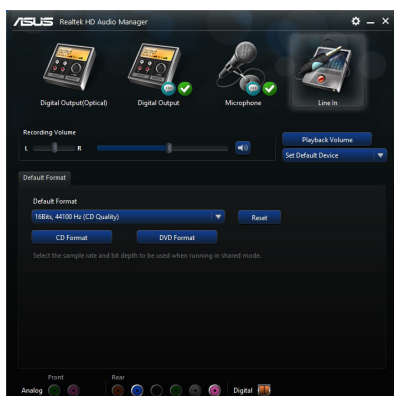 ASUS Realtek HD Audio Manager
Digital Output(Optical) Digital Output Microphone Line In
Recording Volume
L R
Playback Volume
Set Default Device
Default Format
Default Format
16Bits, 44100 Hz (CD Quality)
Reset
CD Format DVD Format
Select the sample rate and bit depth to be used when running in shared mode.
Front Rear
Analog Digital